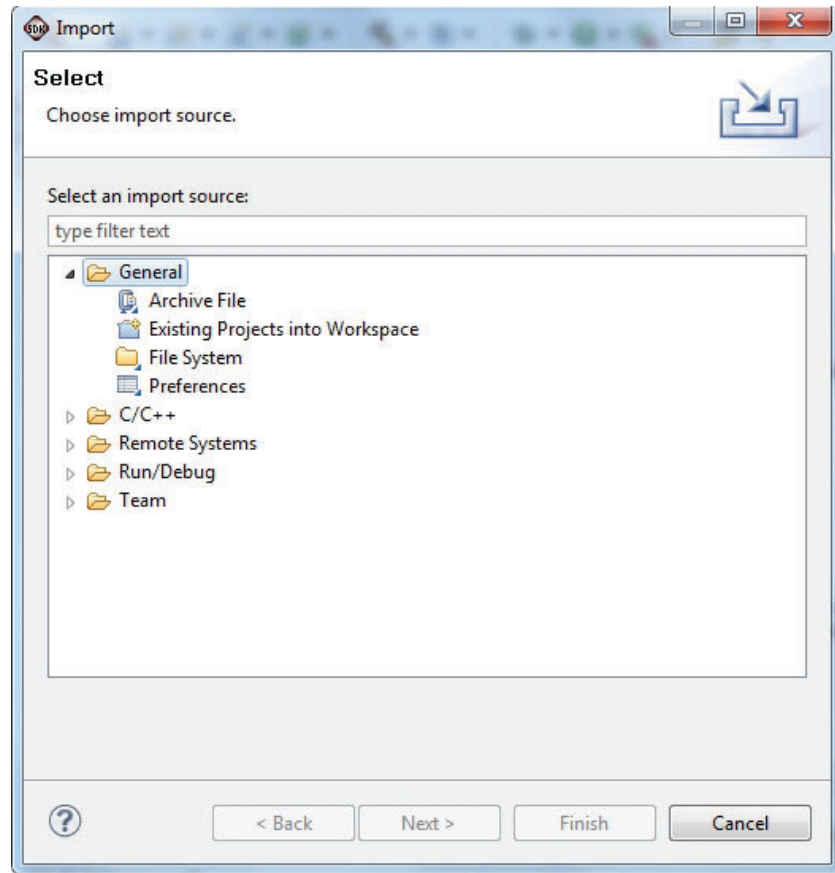 SDK Import
Select
Choose import source.
Select an import source:
type filter text
General
Archive File
Existing Projects into Workspace
File System
Preferences
C/C++
Remote Systems
Run/Debug
Team
? < Back Next > Finish Cancel